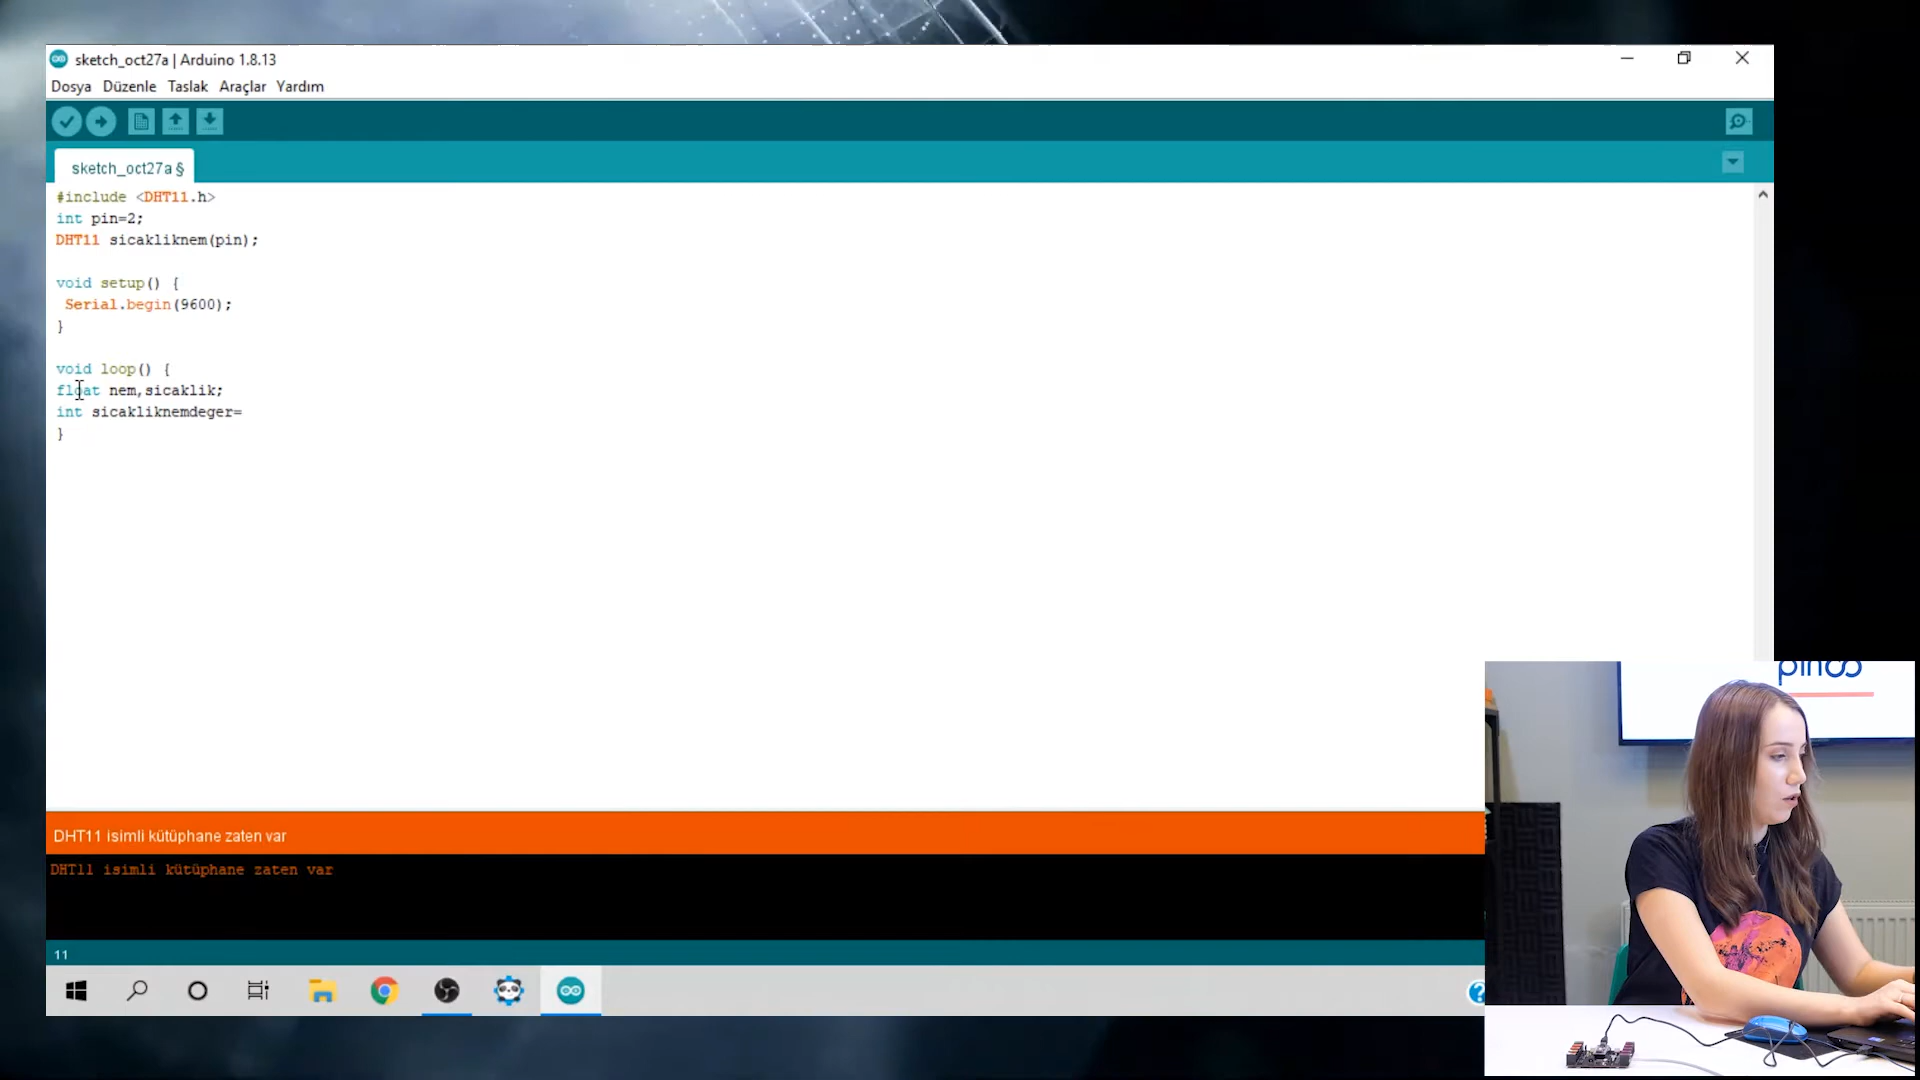 sketch_oct27a | Arduino 1.8.13
Dosya Düzenle Taslak Araçlar Yardım
sketch_oct27a §
#include <DHT11.h>
int pin=2;
DHT11 sicakliknem(pin);
void setup() {
Serial.begin(9600);
}
void loop() {
float nem,sicaklik;
int sicakliknemdeger=
}
DHT11 isimli kütüphane zaten var
DHT11 isimli kütüphane zaten var
11